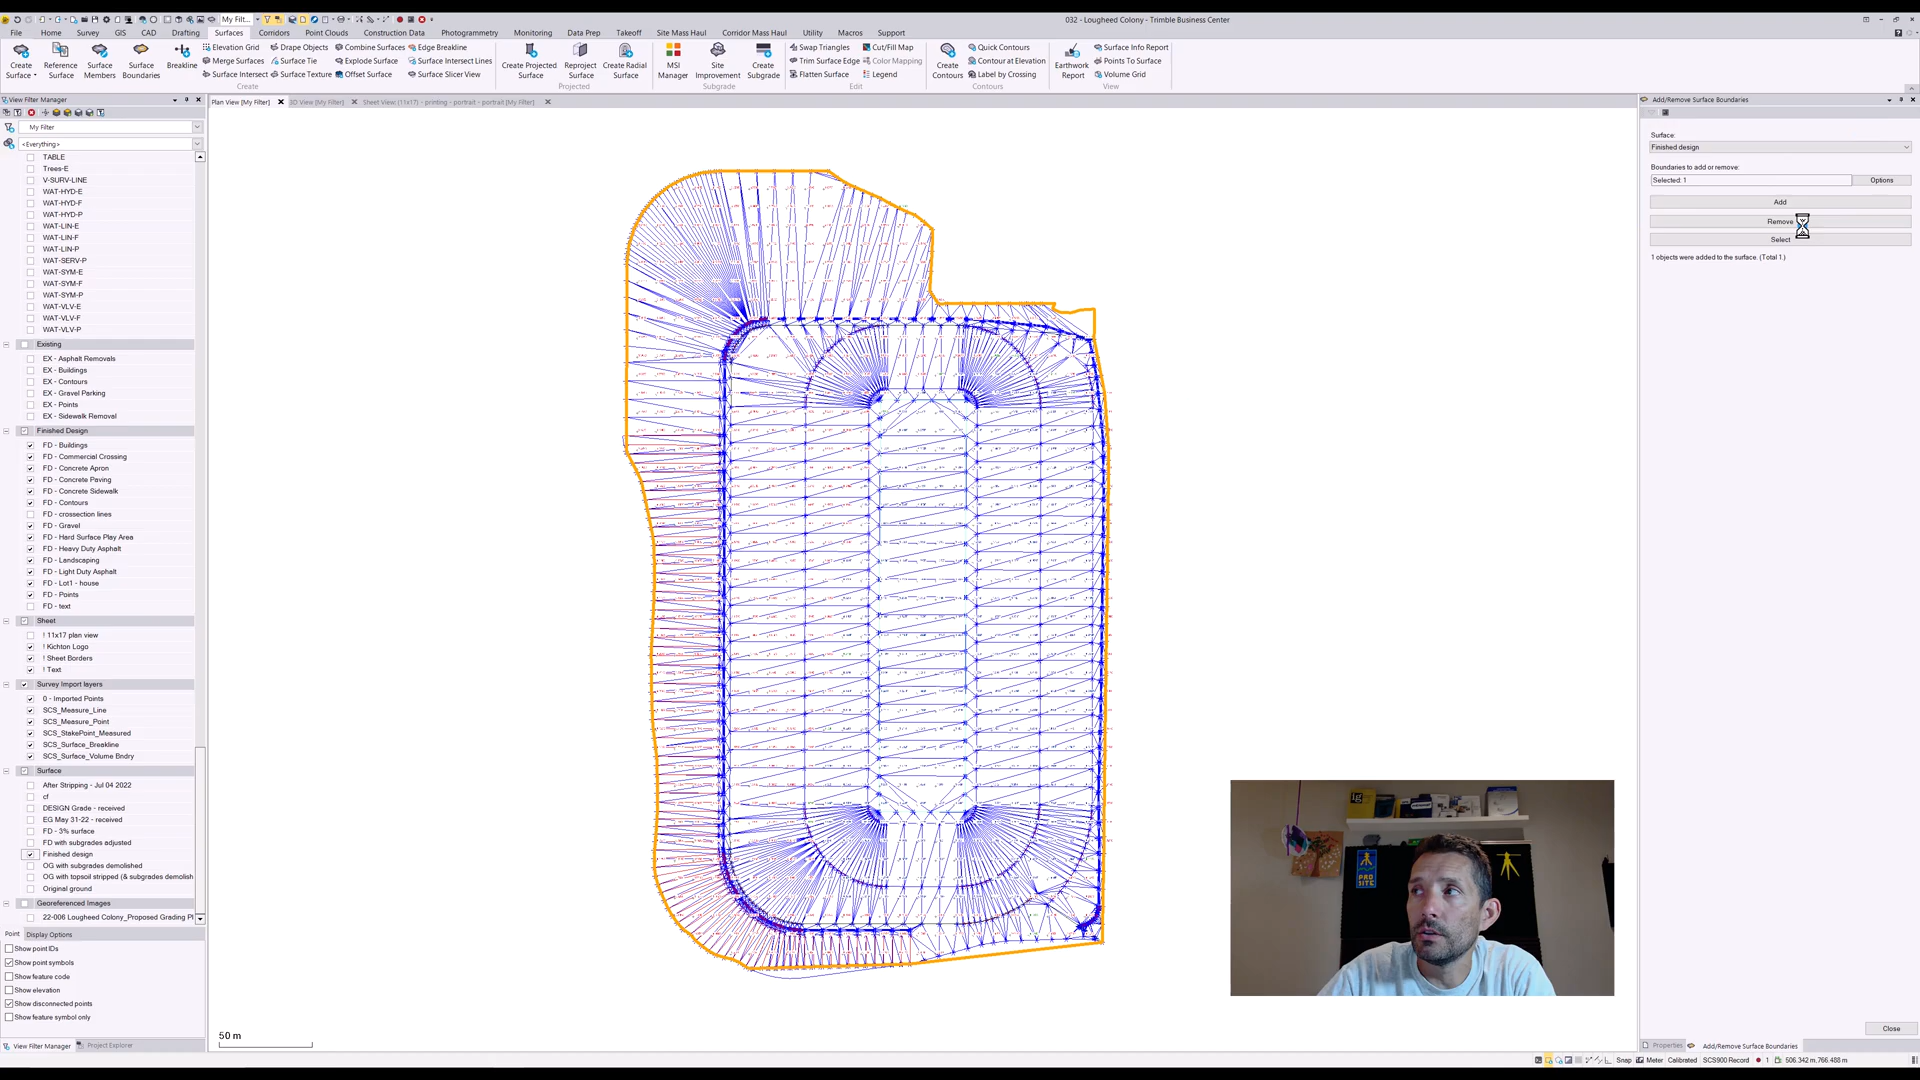 My Filt...
032 - Lougheed Colony - Trimble Business Center
File Home Survey GIS CAD Drafting Surfaces Corridors Point Clouds Construction Data Photogrammetry Monitoring Data Prep Takeoff Site Mass Haul Corridor Mass Haul Utility Macros Support
Create Surface
Reference Surface
Surface Members
Surface Boundaries
Breakline
Elevation Grid
Merge Surfaces
Surface Intersect
Drape Objects
Surface Tie
Surface Texture
Combine Surfaces
Explode Surface
Offset Surface
Edge Breakline
Surface Intersect Lines
Surface Slicer View
Create
Create Projected Surface
Reproject Surface
Create Radial Surface
Projected
MSI Manager
Site Improvement
Create Subgrade
Subgrade
Swap Triangles
Trim Surface Edge
Flatten Surface
Cut/Fill Map
Color Mapping
Legend
Edit
Create Contours
Quick Contours
Contour at Elevation
Label by Crossing
Contours
Earthwork Report
Surface Info Report
Points To Surface
Volume Grid
View
View Filter Manager
Plan View [My Filter]
3D View [My Filter]
Sheet View: (11x17) - printing - portrait - portrait [My Filter]
My Filter
<Everything>
TABLE
Trees-E
V-SURV-LINE
WAT-HYD-E
WAT-HYD-F
WAT-HYD-P
WAT-LIN-E
WAT-LIN-F
WAT-LIN-P
WAT-SERV-P
WAT-SYM-E
WAT-SYM-F
WAT-SYM-P
WAT-VLV-E
WAT-VLV-F
WAT-VLV-P
Existing
EX - Asphalt Removals
EX - Buildings
EX - Contours
EX - Gravel Parking
EX - Points
EX - Sidewalk Removal
Finished Design
FD - Buildings
FD - Commercial Crossing
FD - Concrete Apron
FD - Concrete Paving
FD - Concrete Sidewalk
FD - Contours
FD - crossection lines
FD - Gravel
FD - Hard Surface Play Area
FD - Heavy Duty Asphalt
FD - Landscaping
FD - Light Duty Asphalt
FD - Lot1 - house
FD - Points
FD - text
Sheet
! 11x17 plan view
! Kichton Logo
! Sheet Borders
! Text
Survey Import layers
0 - Imported Points
SCS_Measure_Line
SCS_Measure_Point
SCS_StakePoint_Measured
SCS_Surface_Breakline
SCS_Surface_Volume Bndry
Surface
After Stripping - Jul 04 2022
cf
DESIGN Grade - received
EG May 31-22 - received
FD - 3% surface
FD with subgrades adjusted
Finished design
OG with subgrades demolished
OG with topsoil stripped (& subgrades demolish
Original ground
Georeferenced Images
22-006 Lougheed Colony_Proposed Grading Pl
Point Display Options
Show point IDs
Show point symbols
Show feature code
Show elevation
Show disconnected points
Show feature symbol only
View Filter Manager Project Explorer
50 m
Add/Remove Surface Boundaries
Surface:
Finished design
Boundaries to add or remove:
Selected: 1
Options
Add
Remove
Select
1 objects were added to the surface. (Total 1.)
PRO SITE
Close
Properties Add/Remove Surface Boundaries
Snap Meter Calibrated SCS900 Record 1 506.342 m,766.488 m